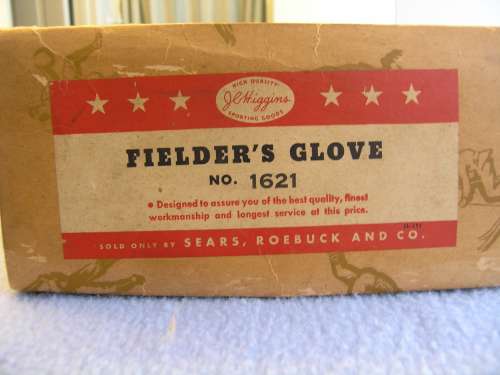 HIGH QUALITY
J.C. Higgins
SPORTING GOODS
FIELDER'S GLOVE
NO. 1621
• Designed to assure you of the best quality, finest
workmanship and longest service at this price.
SOLD ONLY BY SEARS, ROEBUCK AND CO.